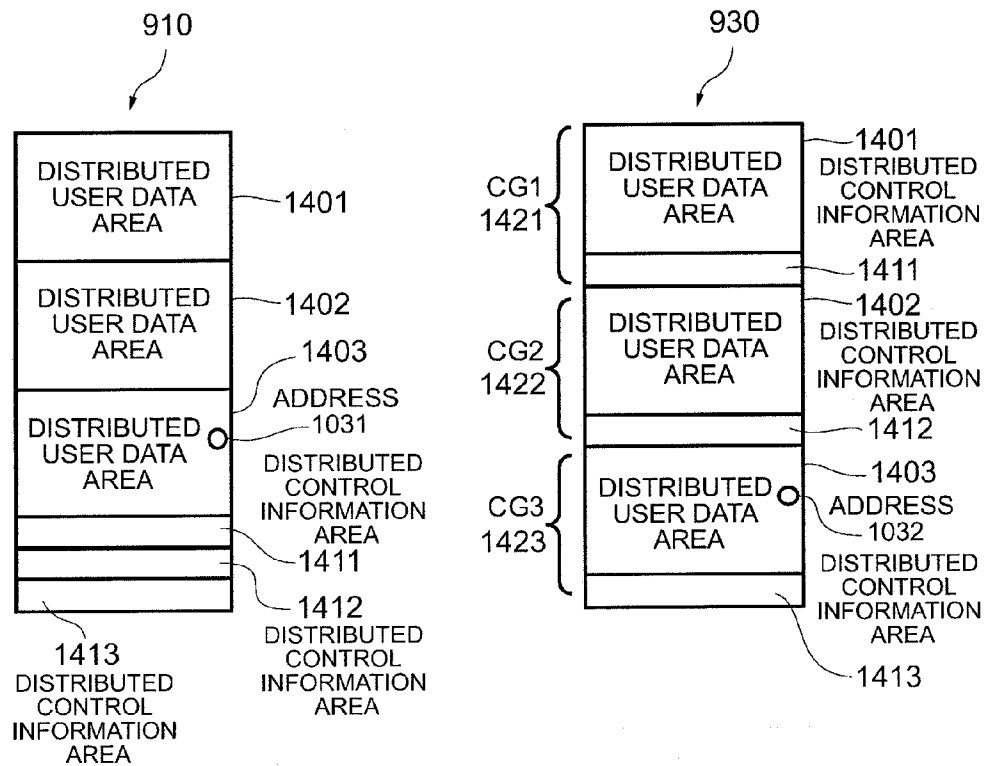 910
DISTRIBUTED
USER DATA
AREA
1401
DISTRIBUTED
USER DATA
AREA
1402
1403
DISTRIBUTED
USER DATA
AREA
ADDRESS
1031
DISTRIBUTED
CONTROL
INFORMATION
AREA
1411
1412
DISTRIBUTED
CONTROL
INFORMATION
AREA
1413
DISTRIBUTED
CONTROL
INFORMATION
AREA
930
CG1
1421
DISTRIBUTED
USER DATA
AREA
1401
DISTRIBUTED
CONTROL
INFORMATION
AREA
1411
CG2
1422
DISTRIBUTED
USER DATA
AREA
1402
DISTRIBUTED
CONTROL
INFORMATION
AREA
1412
CG3
1423
DISTRIBUTED
USER DATA
AREA
1403
ADDRESS
1032
DISTRIBUTED
CONTROL
INFORMATION
AREA
1413